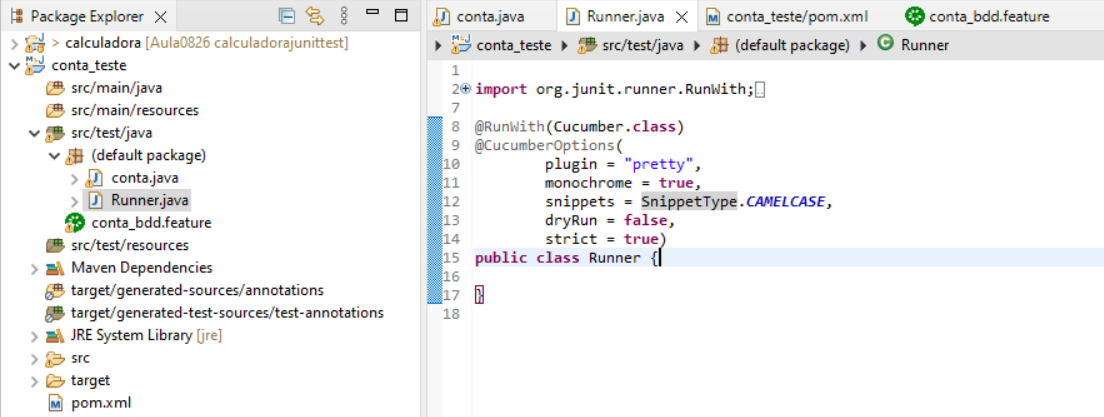 Package Explorer
> calculadora [Aula0826 calculadorajunittest]
conta_teste
src/main/java
src/main/resources
src/test/java
(default package)
conta.java
Runner.java
conta_bdd.feature
src/test/resources
Maven Dependencies
target/generated-sources/annotations
target/generated-test-sources/test-annotations
JRE System Library [jre]
src
target
pom.xml
conta.java
Runner.java
conta_teste/pom.xml
conta_bdd.feature
conta_teste
src/test/java
(default package)
Runner
1
2 import org.junit.runner.RunWith;
7
8 @RunWith(Cucumber.class)
9 @CucumberOptions(
10 plugin = "pretty",
11 monochrome = true,
12 snippets = SnippetType.CAMELCASE,
13 dryRun = false,
14 strict = true)
15 public class Runner {
16
17 }
18